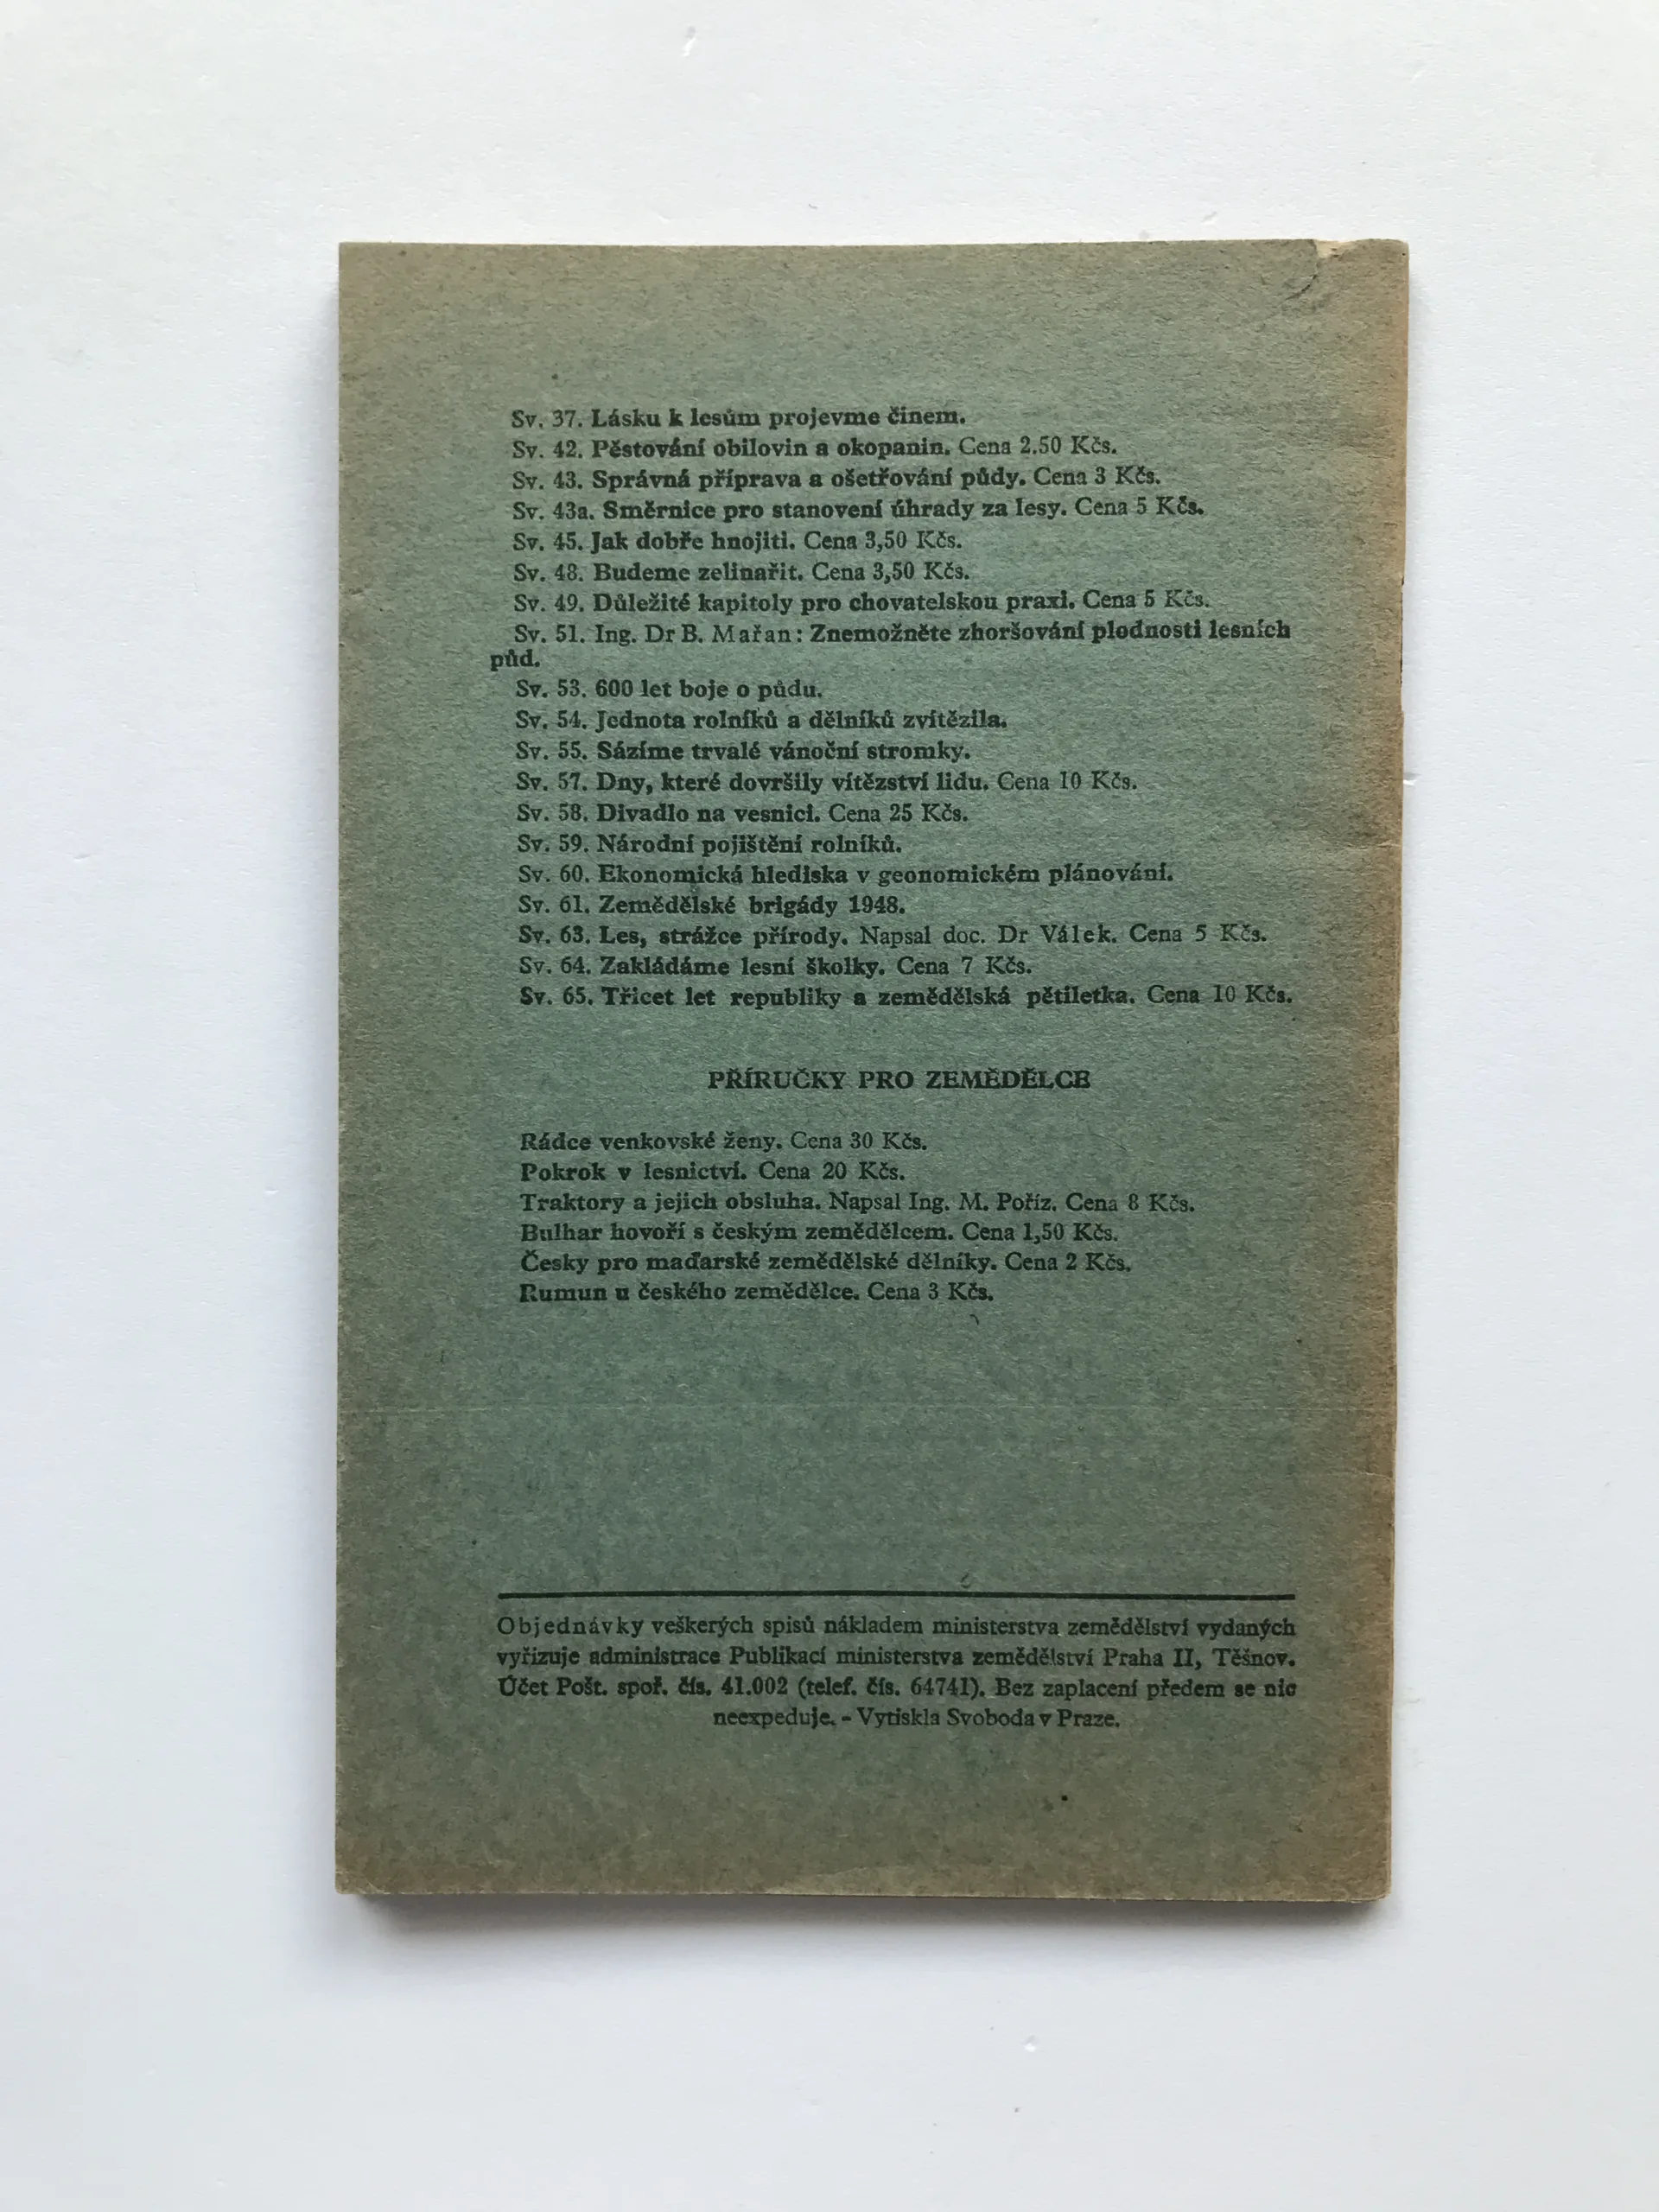 Sv. 37. Lásku k lesům projevme činem.
Sv. 42. Pěstování obilovin a okopanin. Cena 2.50 Kčs.
Sv. 43. Správná příprava a ošetřování půdy. Cena 3 Kčs.
Sv. 43a. Směrnice pro stanovení úhrady za lesy. Cena 5 Kčs.
Sv. 45. Jak dobře hnojiti. Cena 3,50 Kčs.
Sv. 48. Budeme zelinařit. Cena 3,50 Kčs.
Sv. 49. Důležité kapitoly pro chovatelskou praxi. Cena 5 Kčs.
Sv. 51. Ing. Dr B. Mařan: Znemožněte zhoršování plodnosti lesních
půd.
Sv. 53. 600 let boje o půdu.
Sv. 54. Jednota rolníků a dělníků zvítězila.
Sv. 55. Sázíme trvalé vánoční stromky.
Sv. 57. Dny, které dovršily vítězství lidu. Cena 10 Kčs.
Sv. 58. Divadlo na vesnici. Cena 25 Kčs.
Sv. 59. Národní pojištění rolníků.
Sv. 60. Ekonomická hlediska v geonomickém plánování.
Sv. 61. Zemědělské brigády 1948.
Sv. 63. Les, strážce přírody. Napsal doc. Dr Válek. Cena 5 Kčs.
Sv. 64. Zakládáme lesní školky. Cena 7 Kčs.
Sv. 65. Třicet let republiky a zemědělská pětiletka. Cena 10 Kčs.
PŘÍRUČKY PRO ZEMĚDĚLCE
Rádce venkovské ženy. Cena 30 Kčs.
Pokrok v lesnictví. Cena 20 Kčs.
Traktory a jejich obsluha. Napsal Ing. M. Poříz. Cena 8 Kčs.
Bulhar hovoří s českým zemědělcem. Cena 1,50 Kčs.
Česky pro maďarské zemědělské dělníky. Cena 2 Kčs.
Rumun u českého zemědělce. Cena 3 Kčs.
Objednávky veškerých spisů nákladem ministerstva zemědělství vydaných
vyřizuje administrace Publikací ministerstva zemědělství Praha II, Těšnov.
Účet Pošt. spoř. čís. 41.002 (telef. čís. 64741). Bez zaplacení předem se nic
neexpeduje. - Vytiskla Svoboda v Praze.